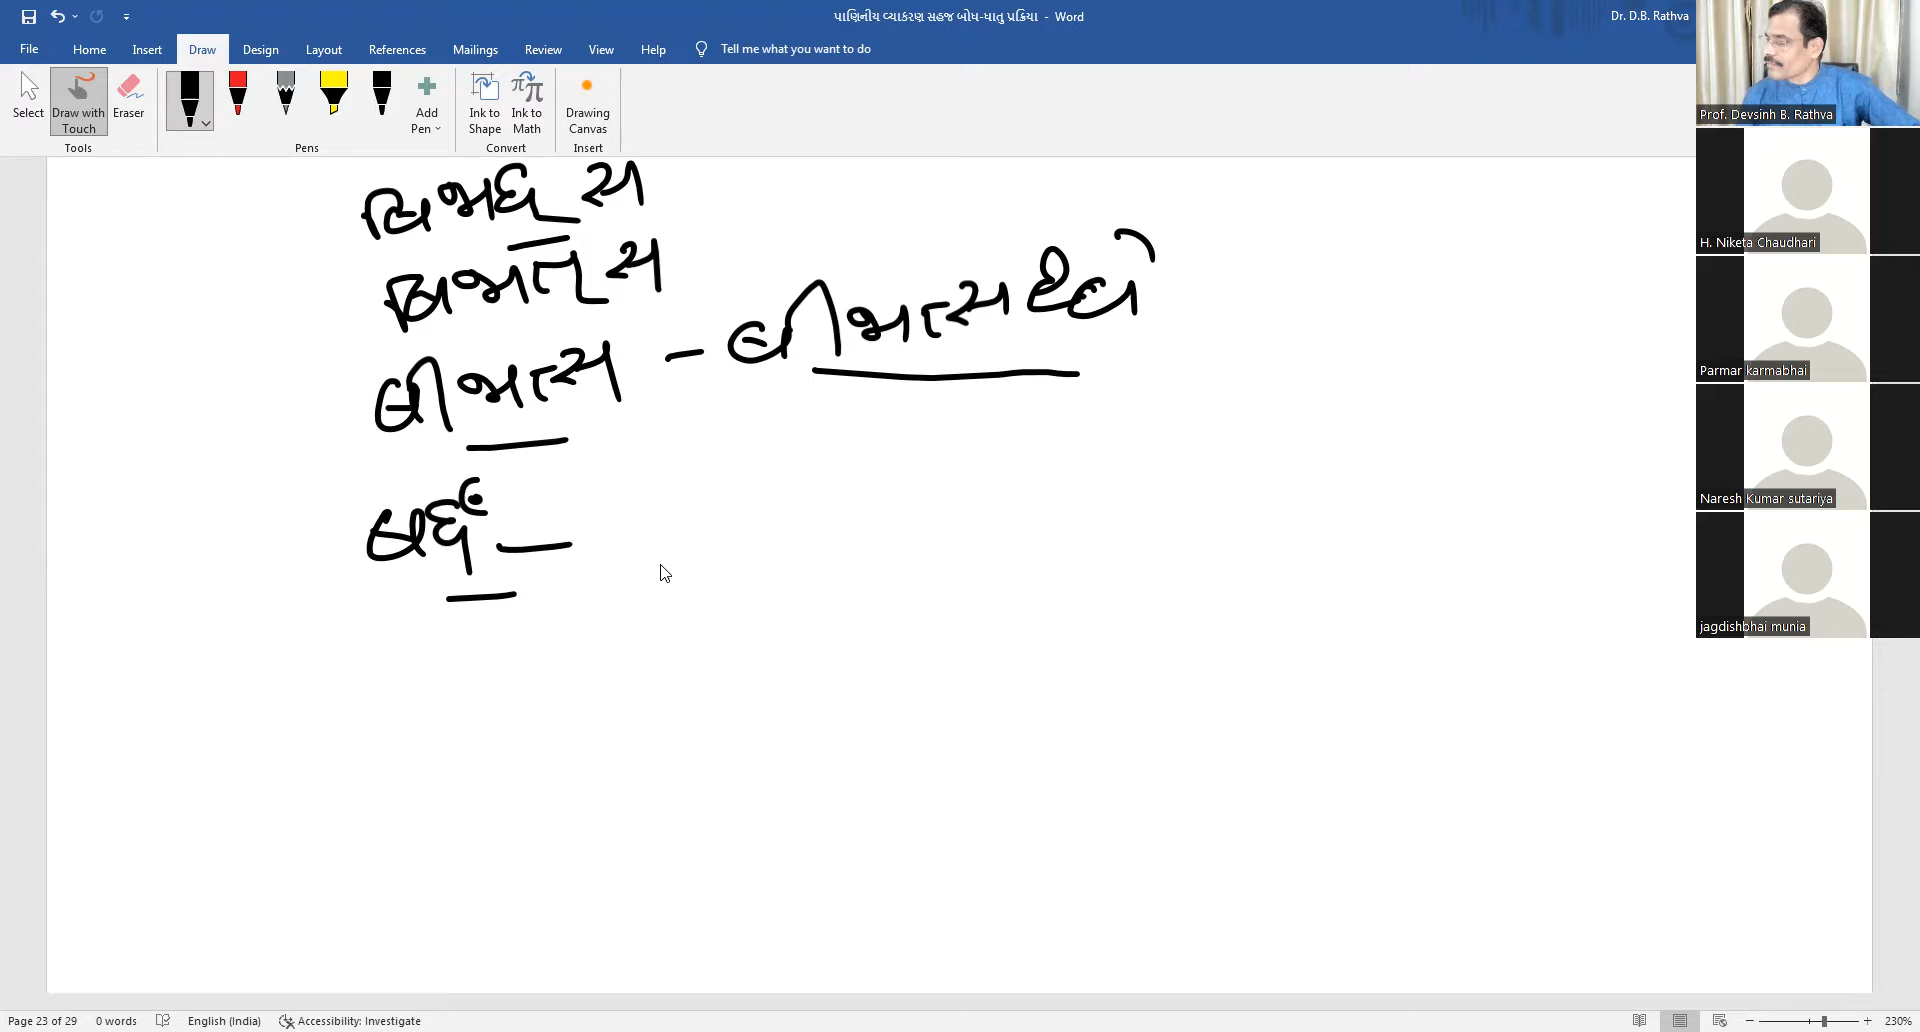 પાણિનીય વ્યાકરણ સહજ બોધ-ધાતુ પ્રક્રિયા - Word
Dr. D.B. Rathva
File Home Insert Draw Design Layout References Mailings Review View Help Tell me what you want to do
Select Draw with Touch Eraser Add Pen Ink to Shape Ink to Math Drawing Canvas
Tools Pens Convert Insert
Prof. Devsinh B. Rathva
H. Niketa Chaudhari
Parmar karmabhai
Naresh Kumar sutariya
jagdishbhai munia
બિભધ્ સ
બિભત્ સ
બીભત્સ -
Page 23 of 29 0 words English (India) Accessibility: Investigate 230%